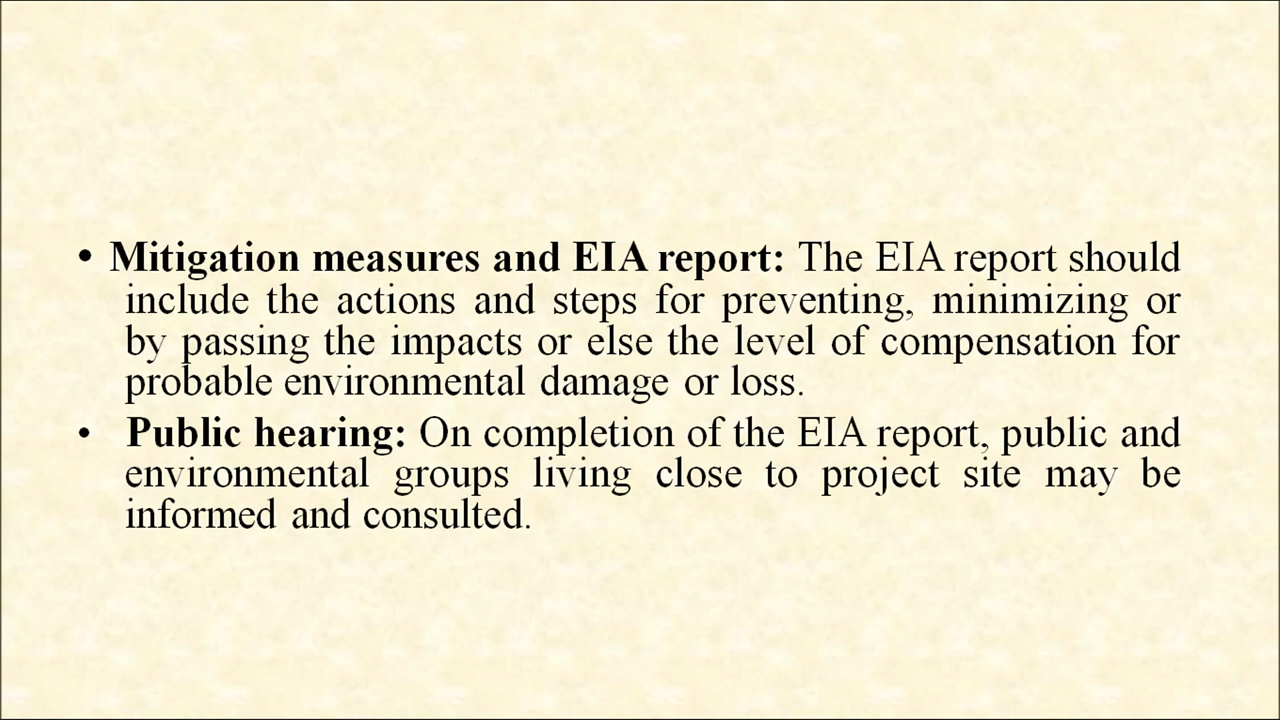 • Mitigation measures and EIA report: The EIA report should
include the actions and steps for preventing, minimizing or
by passing the impacts or else the level of compensation for
probable environmental damage or loss.
• Public hearing: On completion of the EIA report, public and
environmental groups living close to project site may be
informed and consulted.